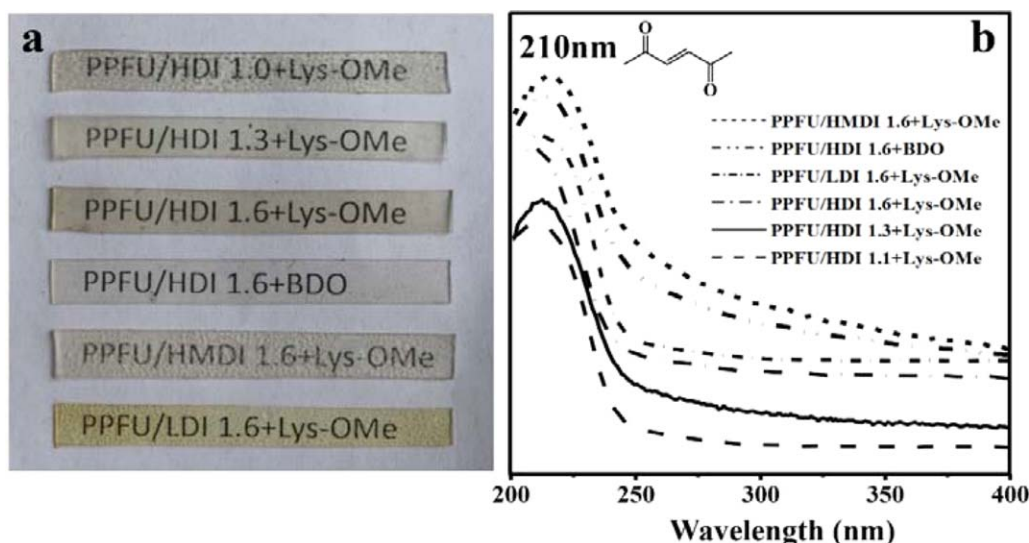 a
PPFU/HDI 1.0+Lys-OMe
PPFU/HDI 1.3+Lys-OMe
PPFU/HDI 1.6+Lys-OMe
PPFU/HDI 1.6+BDO
PPFU/HMDI 1.6+Lys-OMe
PPFU/LDI 1.6+Lys-OMe
b
210nm
O
O
PPFU/HMDI 1.6+Lys-OMe
PPFU/HDI 1.6+BDO
PPFU/LDI 1.6+Lys-OMe
PPFU/HDI 1.6+Lys-OMe
PPFU/HDI 1.3+Lys-OMe
PPFU/HDI 1.1+Lys-OMe
200 250 300 350 400
Wavelength (nm)